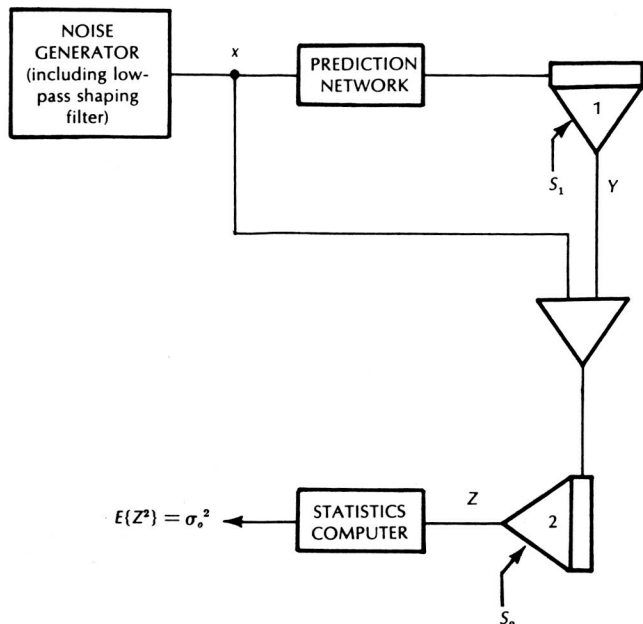 NOISE
GENERATOR
(including low-
pass shaping
filter)
x
PREDICTION
NETWORK
1
S₁
Y
E{Z²} = σₒ²
STATISTICS
COMPUTER
Z
2